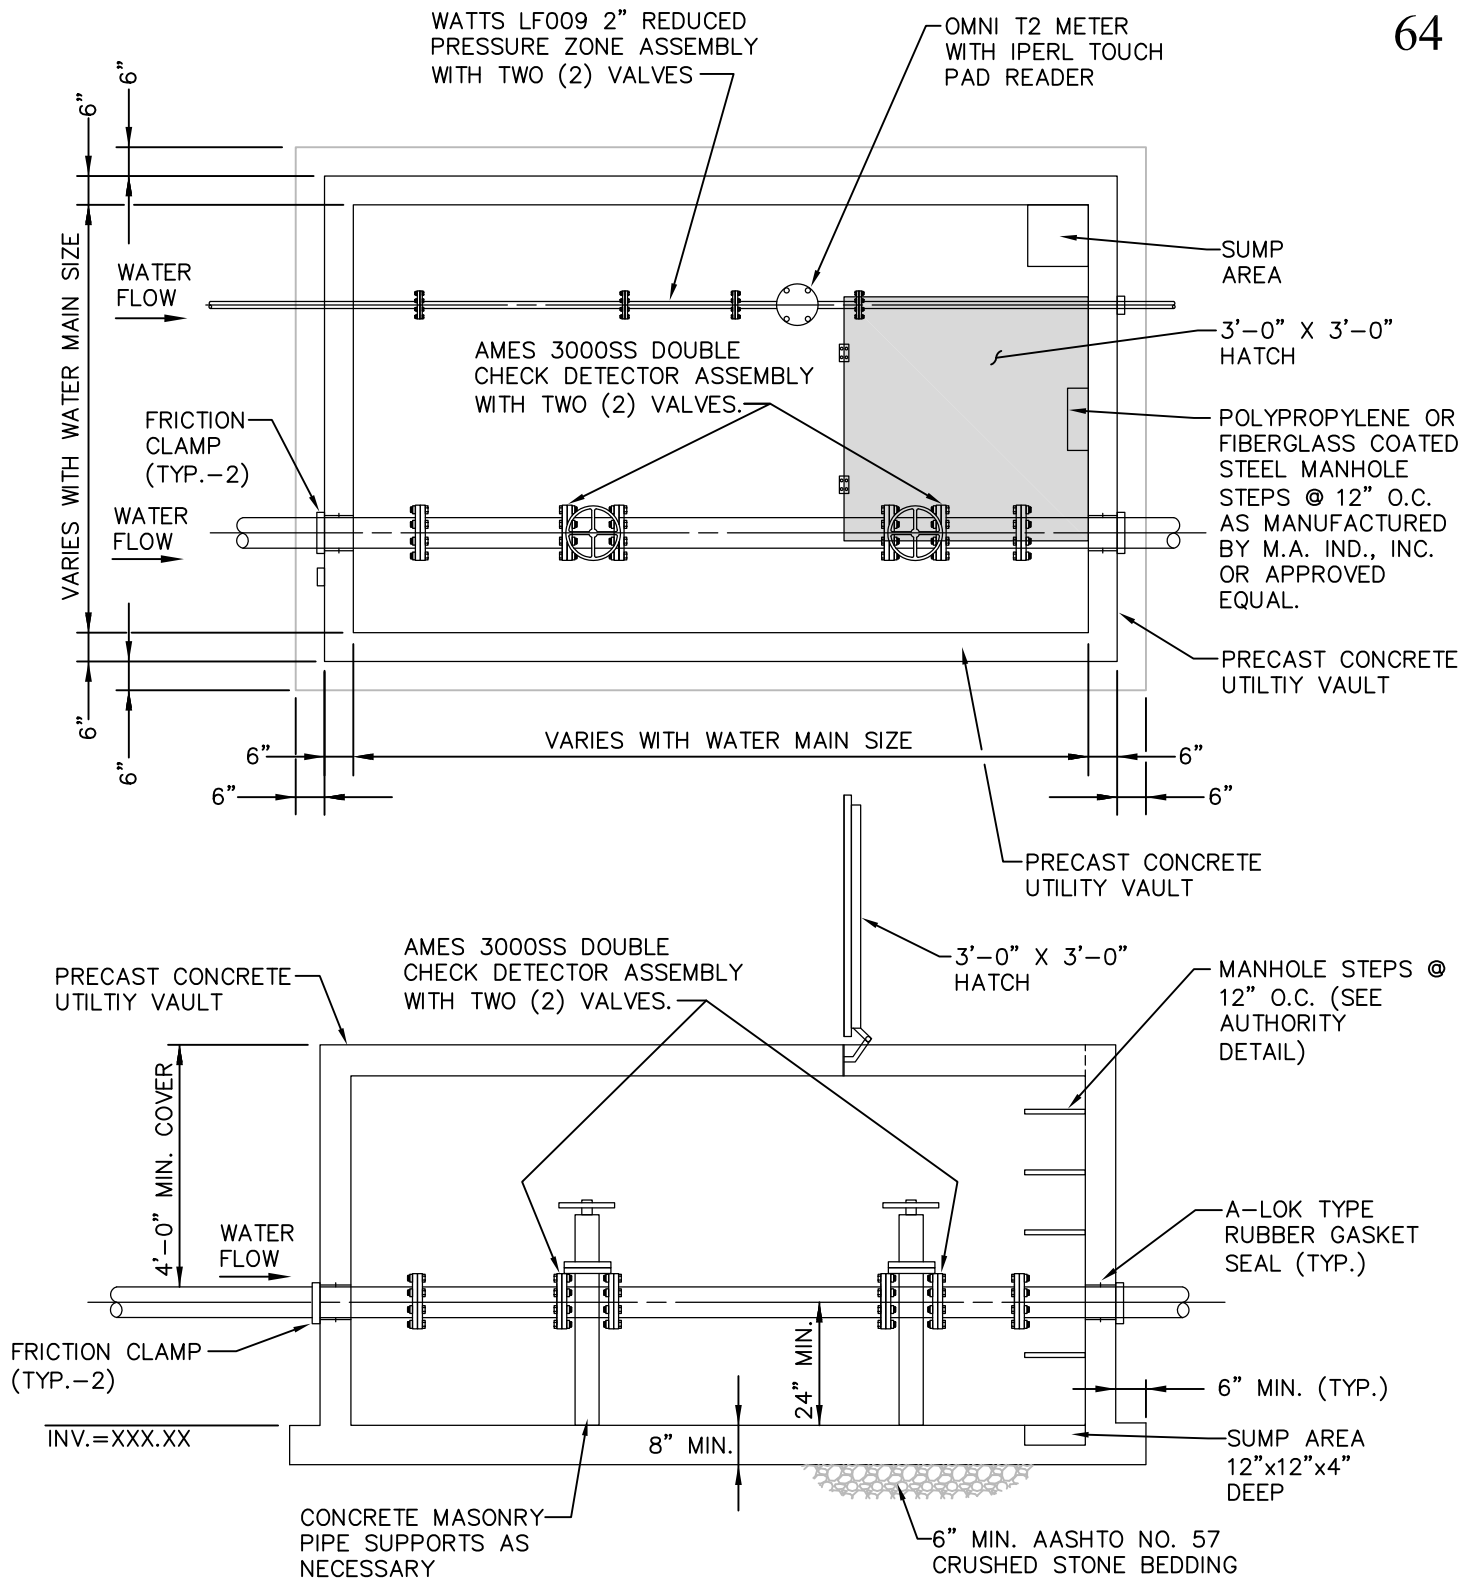 64
WATTS LF009 2" REDUCED
PRESSURE ZONE ASSEMBLY
WITH TWO (2) VALVES
OMNI T2 METER
WITH IPERL TOUCH
PAD READER
6"
6"
VARIES WITH WATER MAIN SIZE
WATER
FLOW
SUMP
AREA
3'-0" X 3'-0"
HATCH
AMES 3000SS DOUBLE
CHECK DETECTOR ASSEMBLY
WITH TWO (2) VALVES.
FRICTION
CLAMP
(TYP.-2)
POLYPROPYLENE OR
FIBERGLASS COATED
STEEL MANHOLE
STEPS @ 12" O.C.
AS MANUFACTURED
BY M.A. IND., INC.
OR APPROVED
EQUAL.
WATER
FLOW
PRECAST CONCRETE
UTILTIY VAULT
6"
6"
6"
VARIES WITH WATER MAIN SIZE
6"
6"
6"
PRECAST CONCRETE
UTILITY VAULT
3'-0" X 3'-0"
HATCH
AMES 3000SS DOUBLE
CHECK DETECTOR ASSEMBLY
WITH TWO (2) VALVES.
PRECAST CONCRETE
UTILTIY VAULT
MANHOLE STEPS @
12" O.C. (SEE
AUTHORITY
DETAIL)
4'-0" MIN. COVER
WATER
FLOW
A-LOK TYPE
RUBBER GASKET
SEAL (TYP.)
FRICTION CLAMP
(TYP.-2)
24" MIN.
6" MIN. (TYP.)
INV.=XXX.XX
8" MIN.
SUMP AREA
12"x12"x4"
DEEP
CONCRETE MASONRY
PIPE SUPPORTS AS
NECESSARY
6" MIN. AASHTO NO. 57
CRUSHED STONE BEDDING